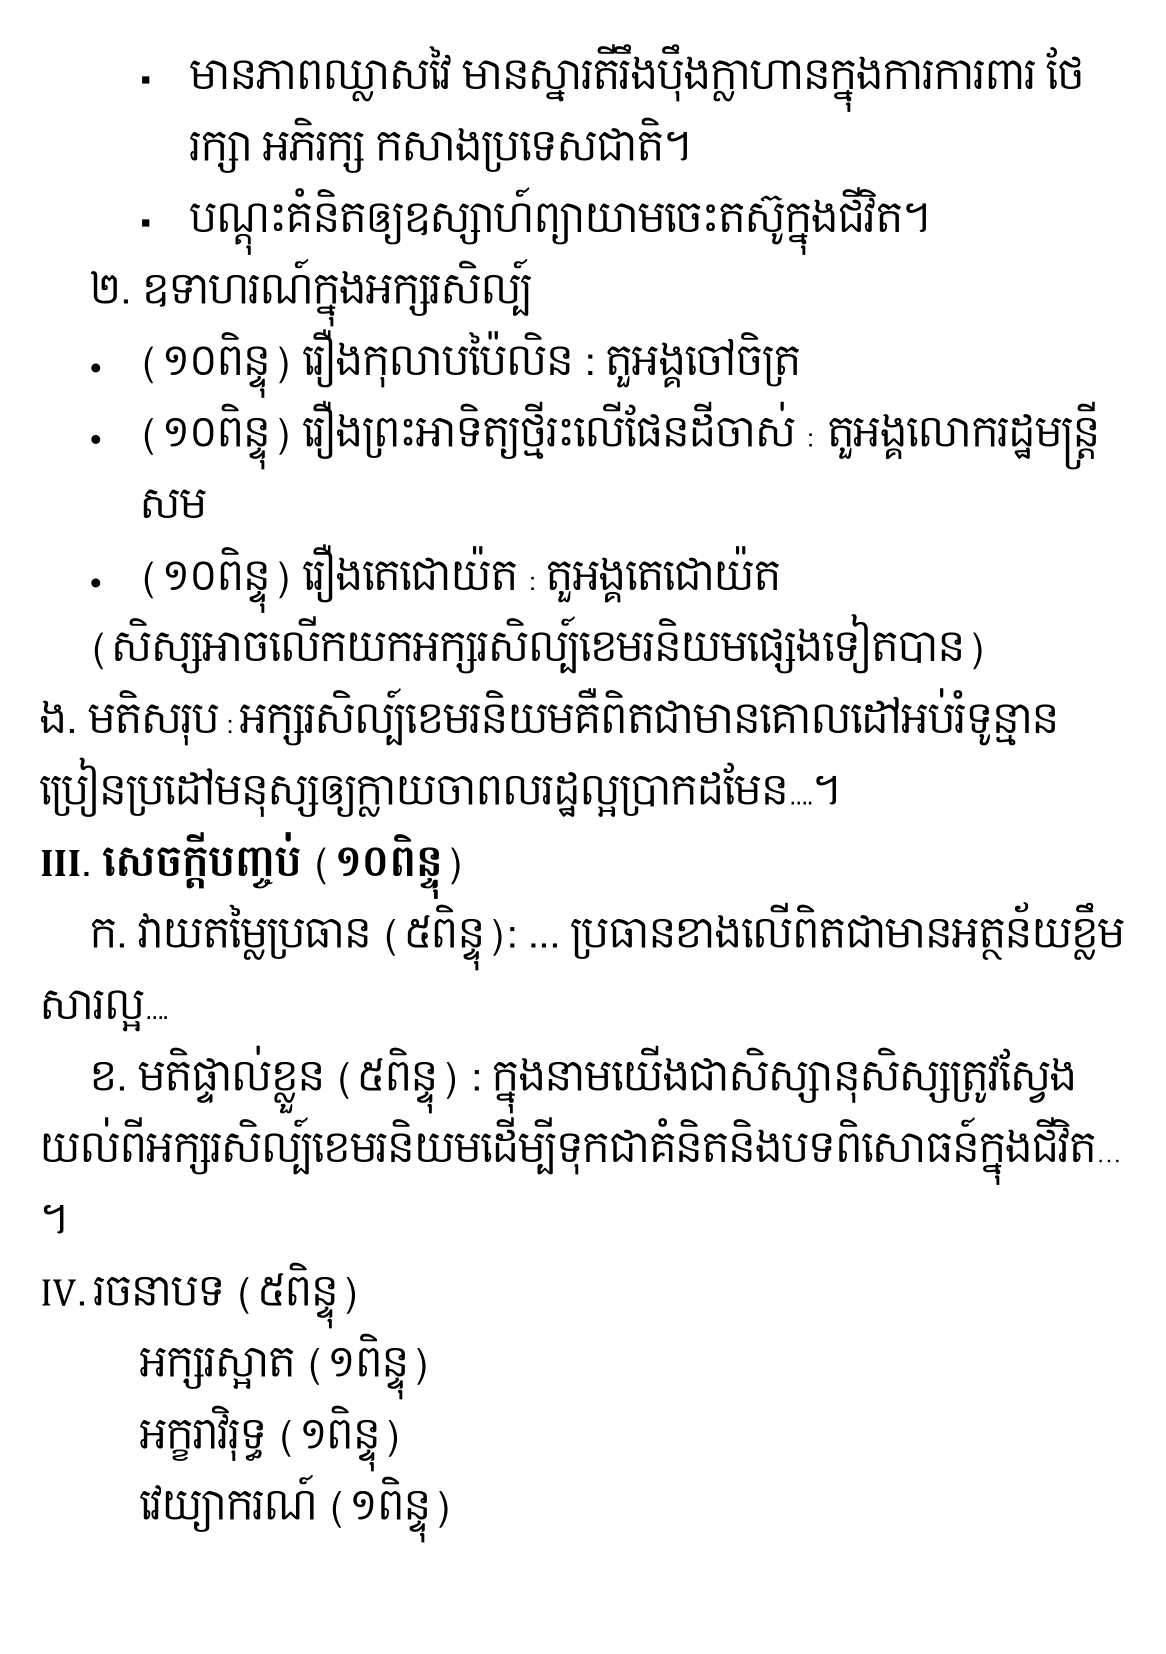 ▪ មានភាពឈ្លាសវៃ មានស្នារតីរឹងប៉ឹងក្លាហានក្នុងការការពារ ថែ
រក្សា អភិរក្ស កសាងប្រទេសជាតិ។
▪ បណ្ដុះគំនិតឲ្យឧស្សាហ៍ព្យាយាមចេះតស៊ូក្នុងជីវិត។
២. ឧទាហរណ៍ក្នុងអក្សរសិល្ប៍
• (១០ពិន្ទុ) រឿងកុលាបប៉ៃលិន : តួអង្គចៅចិត្រ
• (១០ពិន្ទុ) រឿងព្រះអាទិត្យថ្មីរះលើផែនដីចាស់ : តួអង្គលោករដ្ឋមន្ត្រី
សម
• (១០ពិន្ទុ) រឿងតេជោយ៉ត : តួអង្គតេជោយ៉ត
(សិស្សអាចលើកយកអក្សរសិល្ប៍ខេមរនិយមផ្សេងទៀតបាន)
ង. មតិសរុប : អក្សរសិល្ប៍ខេមរនិយមគឺពិតជាមានគោលដៅអប់រំទូន្មាន
ប្រៀនប្រដៅមនុស្សឲ្យក្លាយចាពលរដ្ឋល្អប្រាកដមែន....។
III. សេចក្ដីបញ្ចប់ (១០ពិន្ទុ)
ក. វាយតម្លៃប្រធាន (៥ពិន្ទុ): ... ប្រធានខាងលើពិតជាមានអត្ថន័យខ្លឹម
សារល្អ....
ខ. មតិផ្ទាល់ខ្លួន (៥ពិន្ទុ) : ក្នុងនាមយើងជាសិស្សានុសិស្សត្រូវស្វែង
យល់ពីអក្សរសិល្ប៍ខេមរនិយមដើម្បីទុកជាគំនិតនិងបទពិសោធន៍ក្នុងជីវិត...
។
IV. រចនាបទ (៥ពិន្ទុ)
អក្សរស្អាត (១ពិន្ទុ)
អក្ខរាវិរុទ្ធ (១ពិន្ទុ)
វេយ្យាករណ៍ (១ពិន្ទុ)